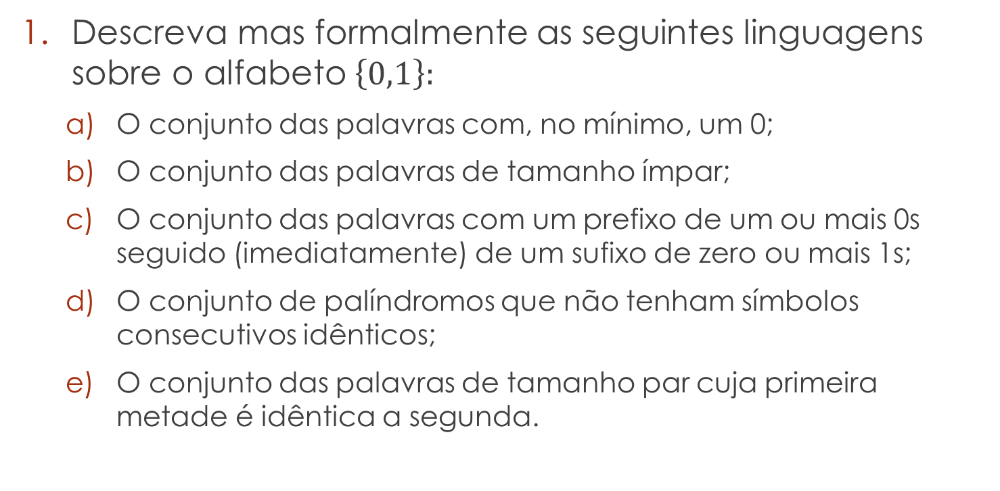 1. Descreva mas formalmente as seguintes linguagens
sobre o alfabeto {0,1}:
a) O conjunto das palavras com, no mínimo, um 0;
b) O conjunto das palavras de tamanho ímpar;
c) O conjunto das palavras com um prefixo de um ou mais 0s
seguido (imediatamente) de um sufixo de zero ou mais 1s;
d) O conjunto de palíndromos que não tenham símbolos
consecutivos idênticos;
e) O conjunto das palavras de tamanho par cuja primeira
metade é idêntica a segunda.